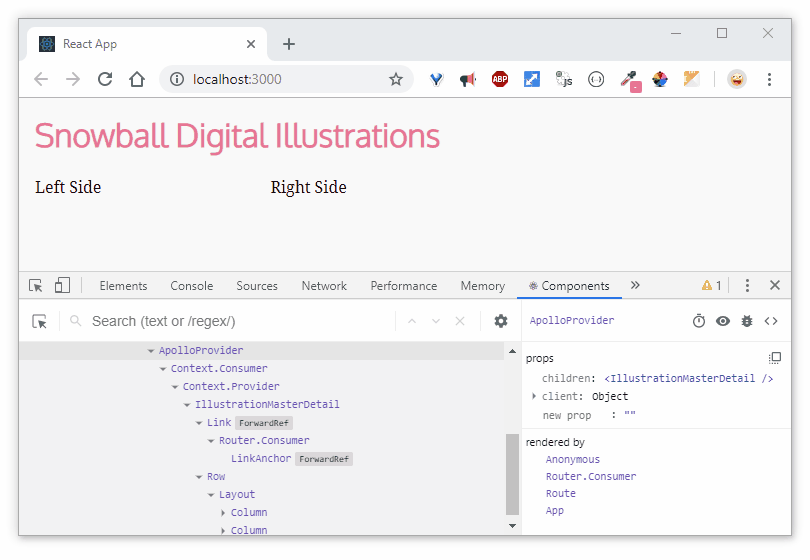 React App
localhost:3000
ABP
js
Snowball Digital Illustrations
Left Side Right Side
Elements Console Sources Network Performance Memory Components » 1
Search (text or /regex/) ApolloProvider
ApolloProvider
Context.Consumer
Context.Provider
IllustrationMasterDetail
Link ForwardRef
Router.Consumer
LinkAnchor ForwardRef
Row
Layout
Column
Column
props
children: <IllustrationMasterDetail />
client: Object
new prop : ""
rendered by
Anonymous
Router.Consumer
Route
App